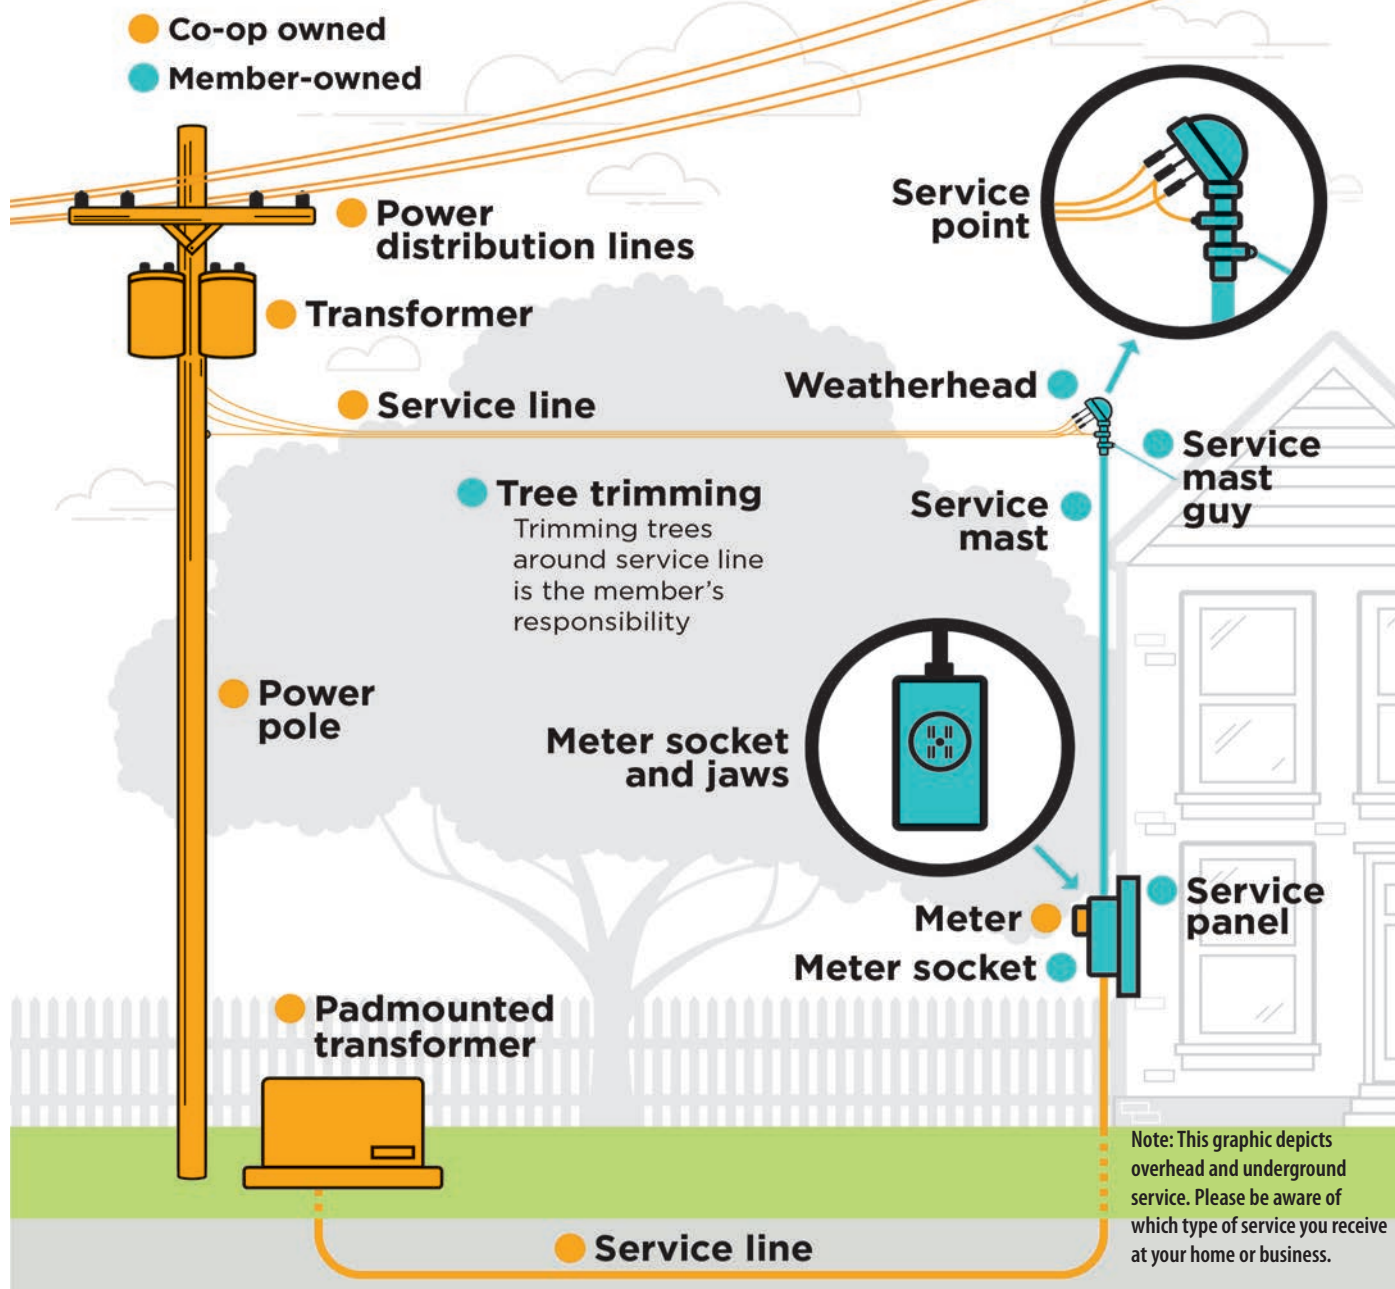 Co-op owned
Member-owned
Power
distribution lines
Service
point
Transformer
Weatherhead
Service line
Service
mast
guy
Tree trimming
Trimming trees
around service line
is the member's
responsibility
Service
mast
Power
pole
Meter socket
and jaws
Service
panel
Meter
Meter socket
Padmounted
transformer
Note: This graphic depicts
overhead and underground
service. Please be aware of
which type of service you receive
at your home or business.
Service line